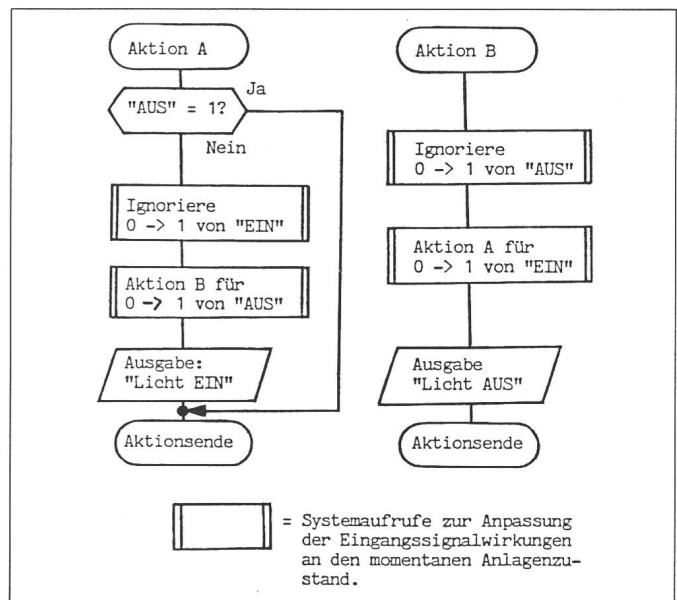 Aktion A
"AUS" = 1?
Ja
Nein
Ignoriere
0 -> 1 von "EIN"
Aktion B für
0 -> 1 von "AUS"
Ausgabe:
"Licht EIN"
Aktionsende
Aktion B
Ignoriere
0 -> 1 von "AUS"
Aktion A für
0 -> 1 von "EIN"
Ausgabe
"Licht AUS"
Aktionsende
= Systemaufrufe zur Anpassung
der Eingangssignalwirkungen
an den momentanen Anlagenzu-
stand.